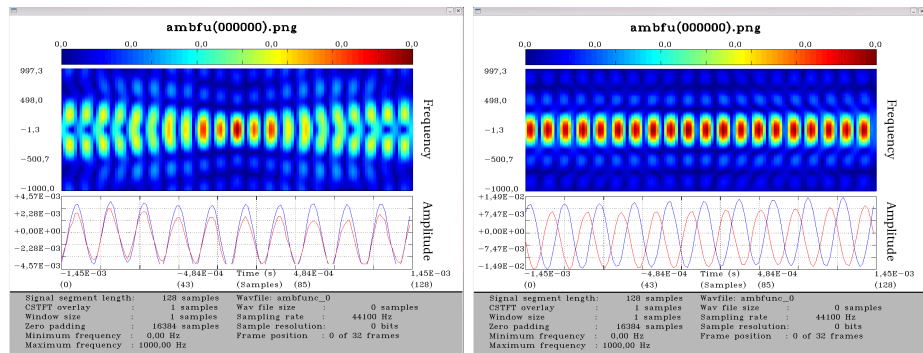 ambfu(000000).png
0,0 0,0 0,0 0,0 0,0
997,3
498,0
-1,3
-500,7
-1000,0
Frequency
+4,57E-03
+2,28E-03
+0,00E+00
-2,28E-03
-4,57E-03
Amplitude
-1,45E-03 -4,84E-04 Time (s) 4,84E-04 1,45E-03
(0) (43) (Samples) (85) (128)
Signal segment length: 128 samples Wavfile: ambfunc_0
CSTFT overlay : 1 samples Wav file size : 0 samples
Window size : 1 samples Sampling rate : 44100 Hz
Zero padding : 16384 samples Sample resolution: 0 bits
Minimum frequency : 0,00 Hz Frame position : 0 of 32 frames
Maximum frequency : 1000,00 Hz
ambfu(000000).png
0,0 0,0 0,0 0,0 0,0
997,3
498,0
-1,3
-500,7
-1000,0
Frequency
+1,49E-02
+7,47E-03
+0,00E+00
-7,47E-03
-1,49E-02
Amplitude
-1,45E-03 -4,84E-04 Time (s) 4,84E-04 1,45E-03
(0) (43) (Samples) (85) (128)
Signal segment length: 128 samples Wavfile: ambfunc_0
CSTFT overlay : 1 samples Wav file size : 0 samples
Window size : 1 samples Sampling rate : 44100 Hz
Zero padding : 16384 samples Sample resolution: 0 bits
Minimum frequency : 0,00 Hz Frame position : 0 of 32 frames
Maximum frequency : 1000,00 Hz